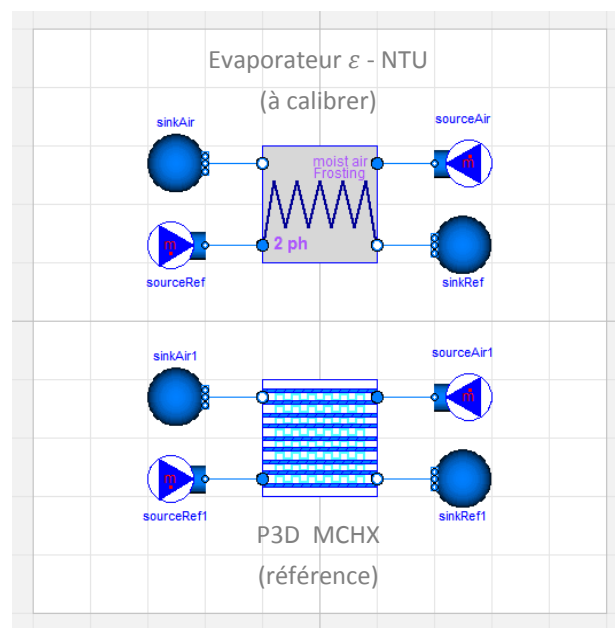 Evaporateur ε - NTU
(à calibrer)
sinkAir
sourceAir
moist air
Frosting
ṁ
2 ph
ṁ
sourceRef
sinkRef
sinkAir1
sourceAir1
ṁ
ṁ
sourceRef1
sinkRef1
P3D MCHX
(référence)